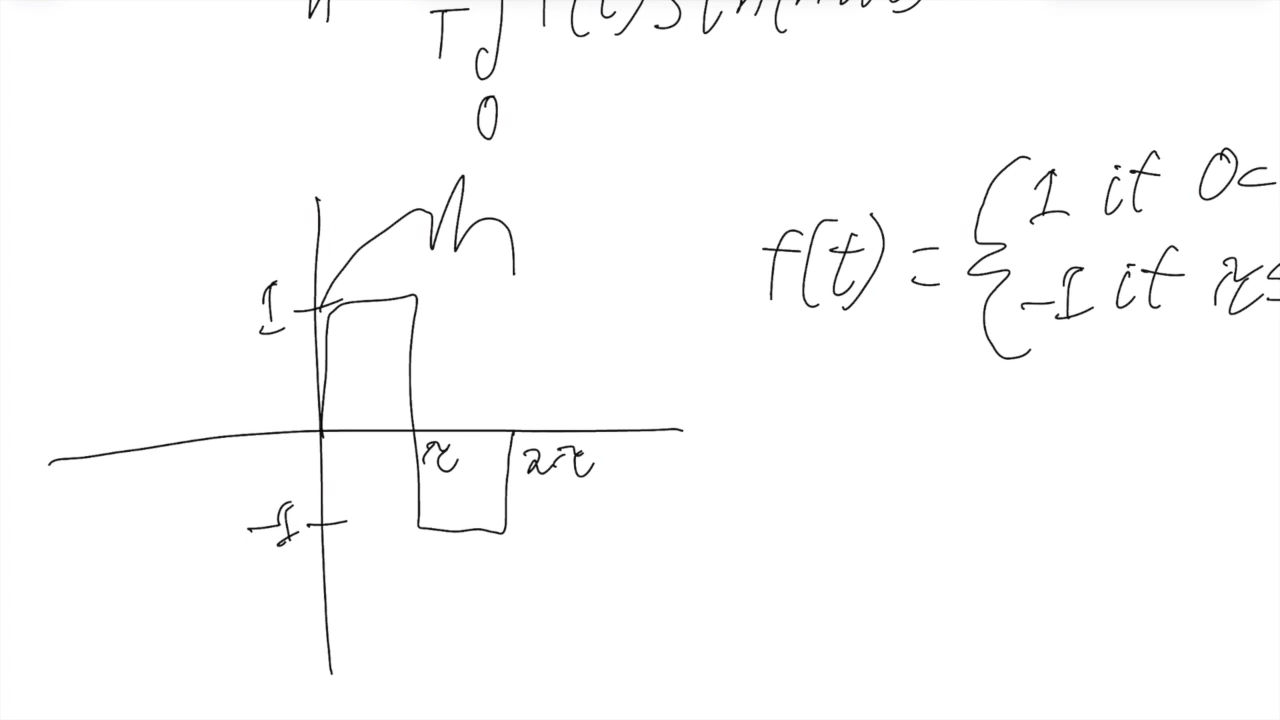 T
0
f(t) = { 1 if 0<
-1 if π≤
1
π 2π
-1